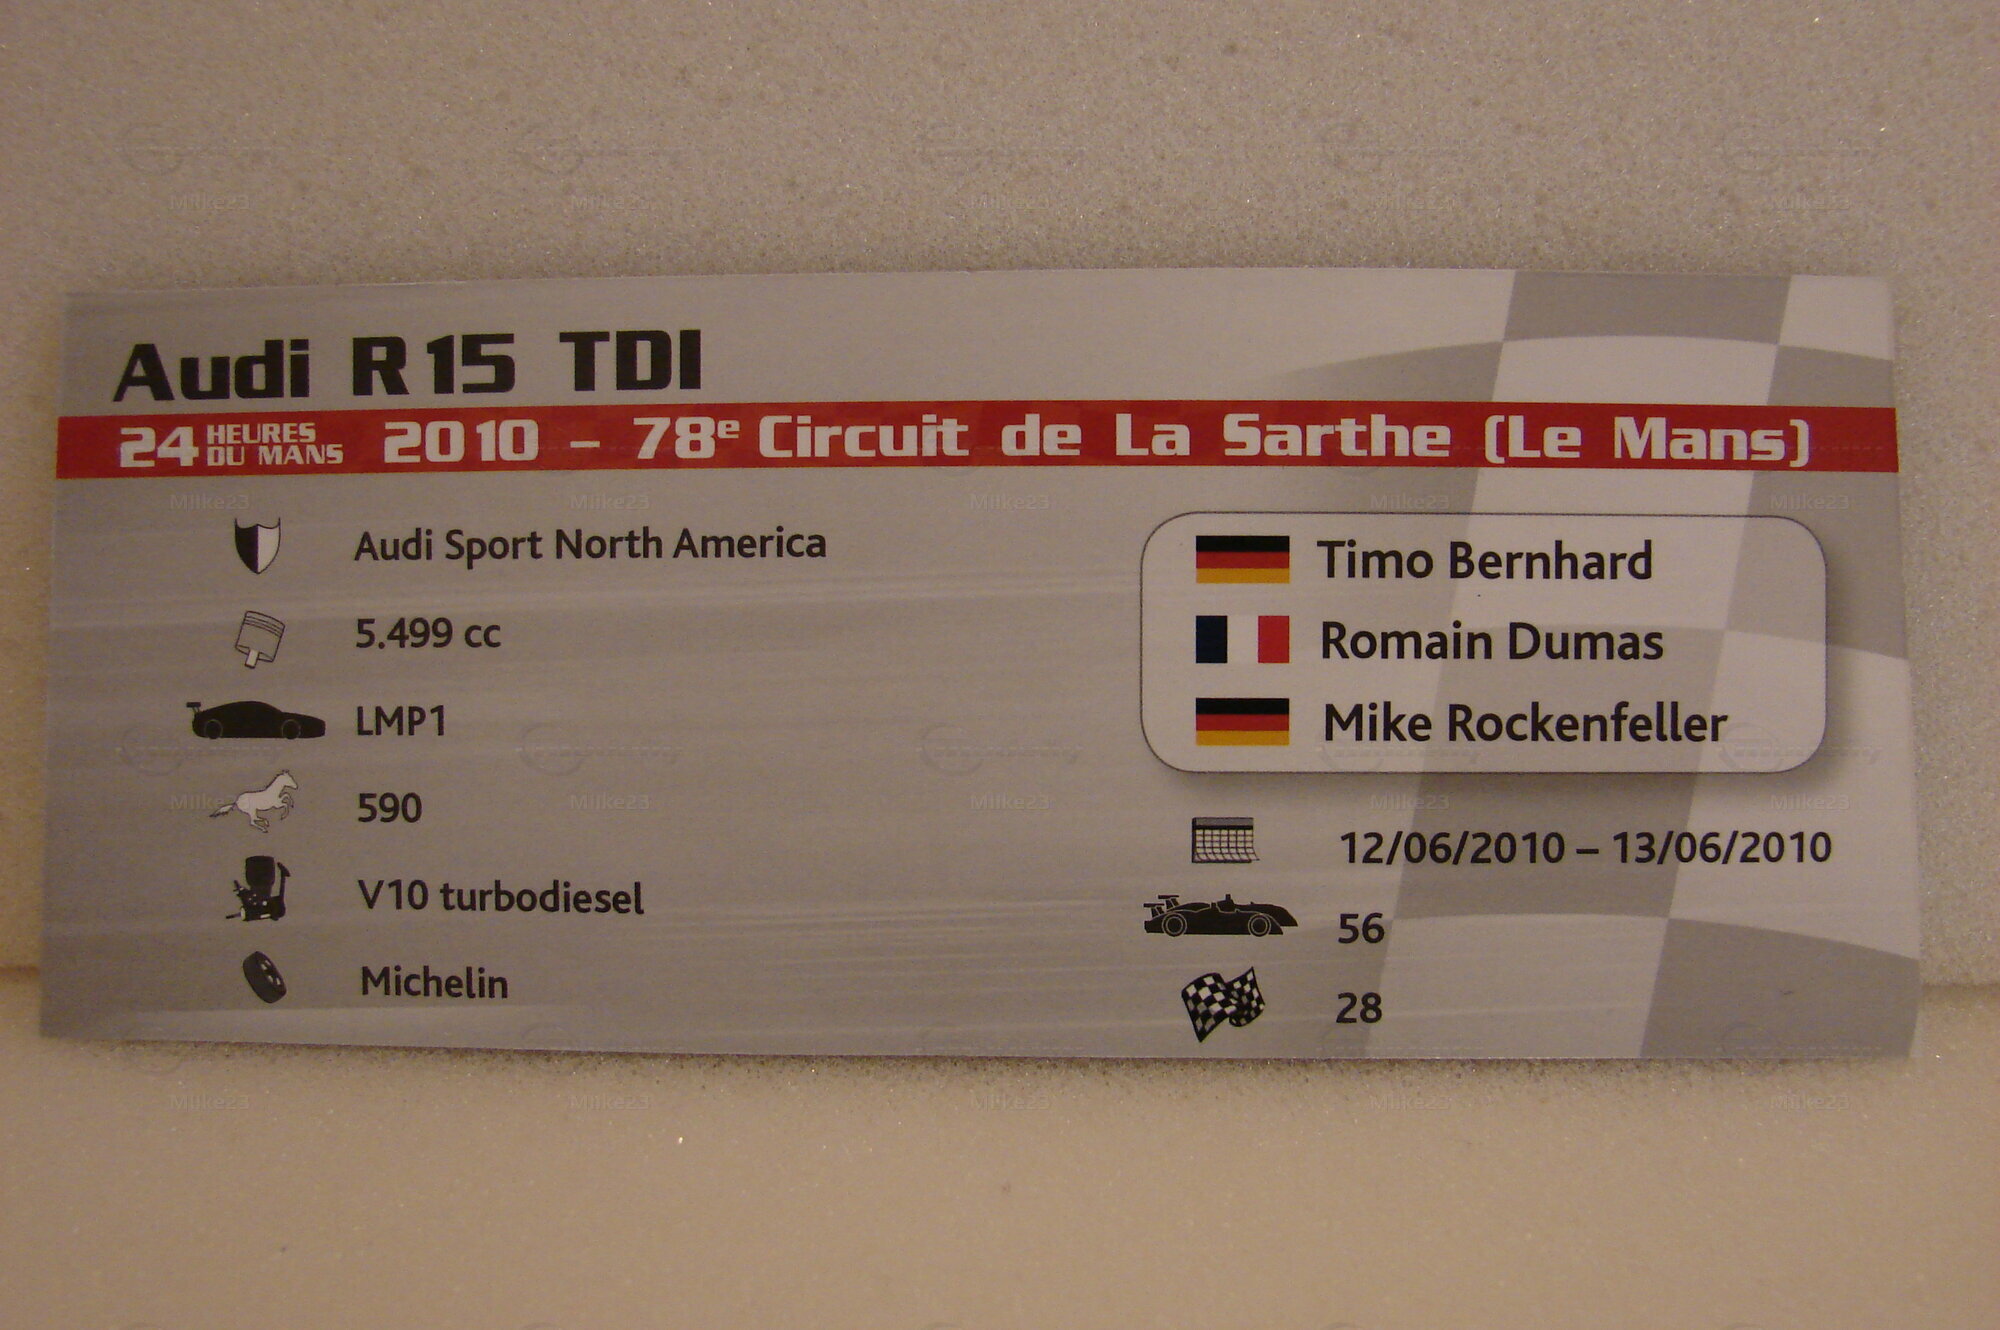 Audi R15 TDI
24 HEURES DU MANS 2010 – 78e Circuit de La Sarthe (Le Mans)
Audi Sport North America
5.499 cc
LMP1
590
V10 turbodiesel
Michelin
Timo Bernhard
Romain Dumas
Mike Rockenfeller
12/06/2010 – 13/06/2010
56
28
Miike23